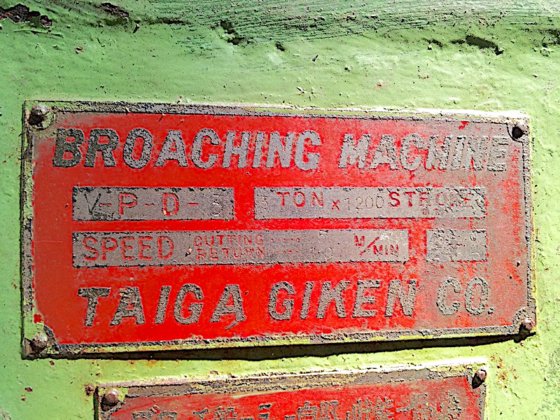 BROACHING MACHINE
V-P-D-5 TON x 1200 STROKE
SPEED CUTTING RETURN M/MIN
TAIGA GIKEN CO.